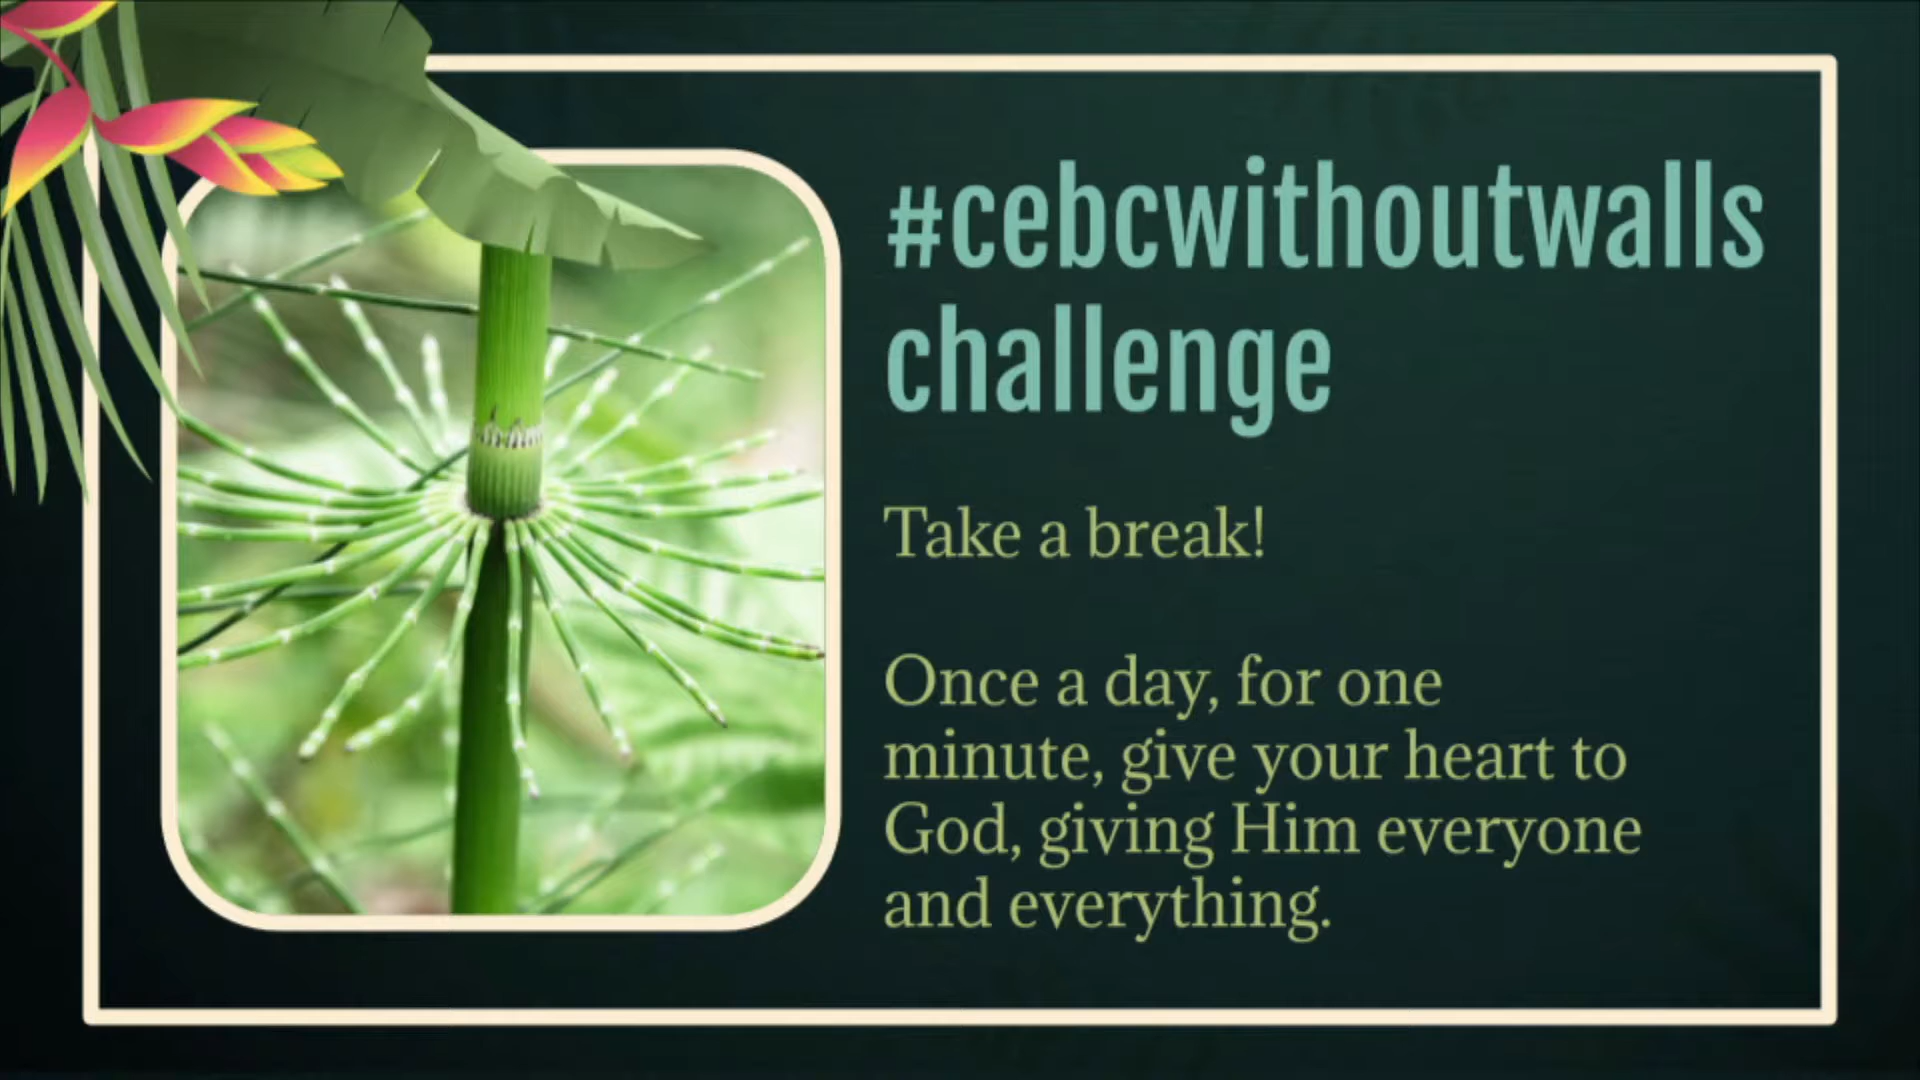 #cebcwithoutwalls
challenge
Take a break!
Once a day, for one
minute, give your heart to
God, giving Him everyone
and everything.